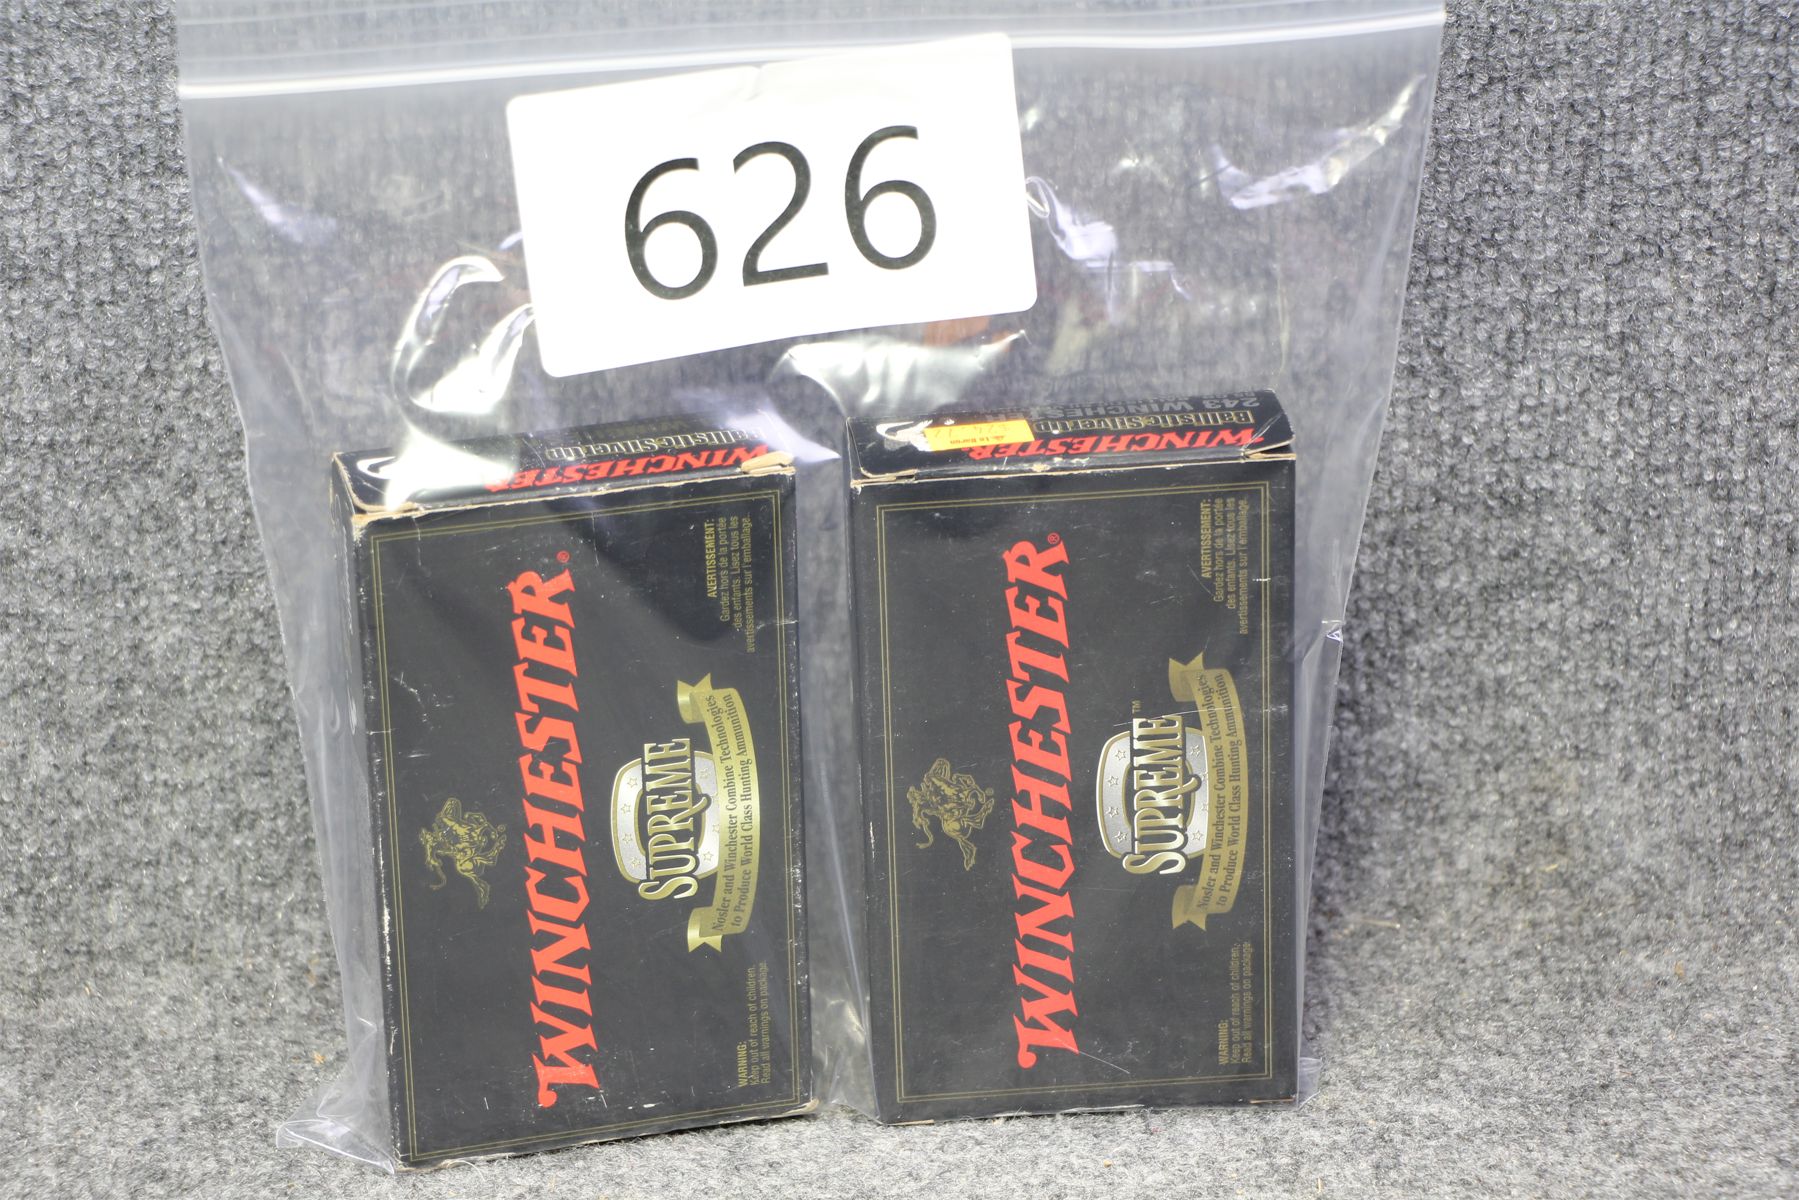 626
WINCHESTER
Ballistic Silvertip
WINCHESTER®
SUPREME
Nosler and Winchester Combine Technologies
to Produce World Class Hunting Ammunition
AVERTISSEMENT:
Gardez hors de la portée
des enfants. Lisez tous les
avertissements sur l'emballage.
WARNING:
Keep out of reach of children.
Read all warnings on package.
WINCHESTER
Ballistic Silvertip
243 WINCHESTER
WINCHESTER®
SUPREME™
Nosler and Winchester Combine Technologies
to Produce World Class Hunting Ammunition
AVERTISSEMENT:
Gardez hors de la portée
des enfants. Lisez tous les
avertissements sur l'emballage.
WARNING:
Keep out of reach of children.
Read all warnings on package.